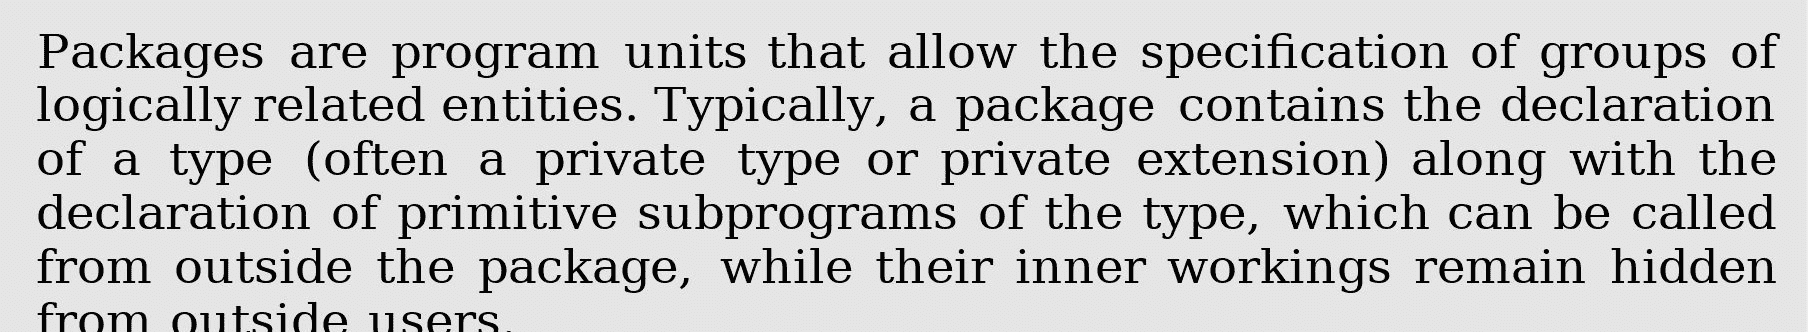 Packages are program units that allow the specification of groups of
logically related entities. Typically, a package contains the declaration
of a type (often a private type or private extension) along with the
declaration of primitive subprograms of the type, which can be called
from outside the package, while their inner workings remain hidden
from outside users.